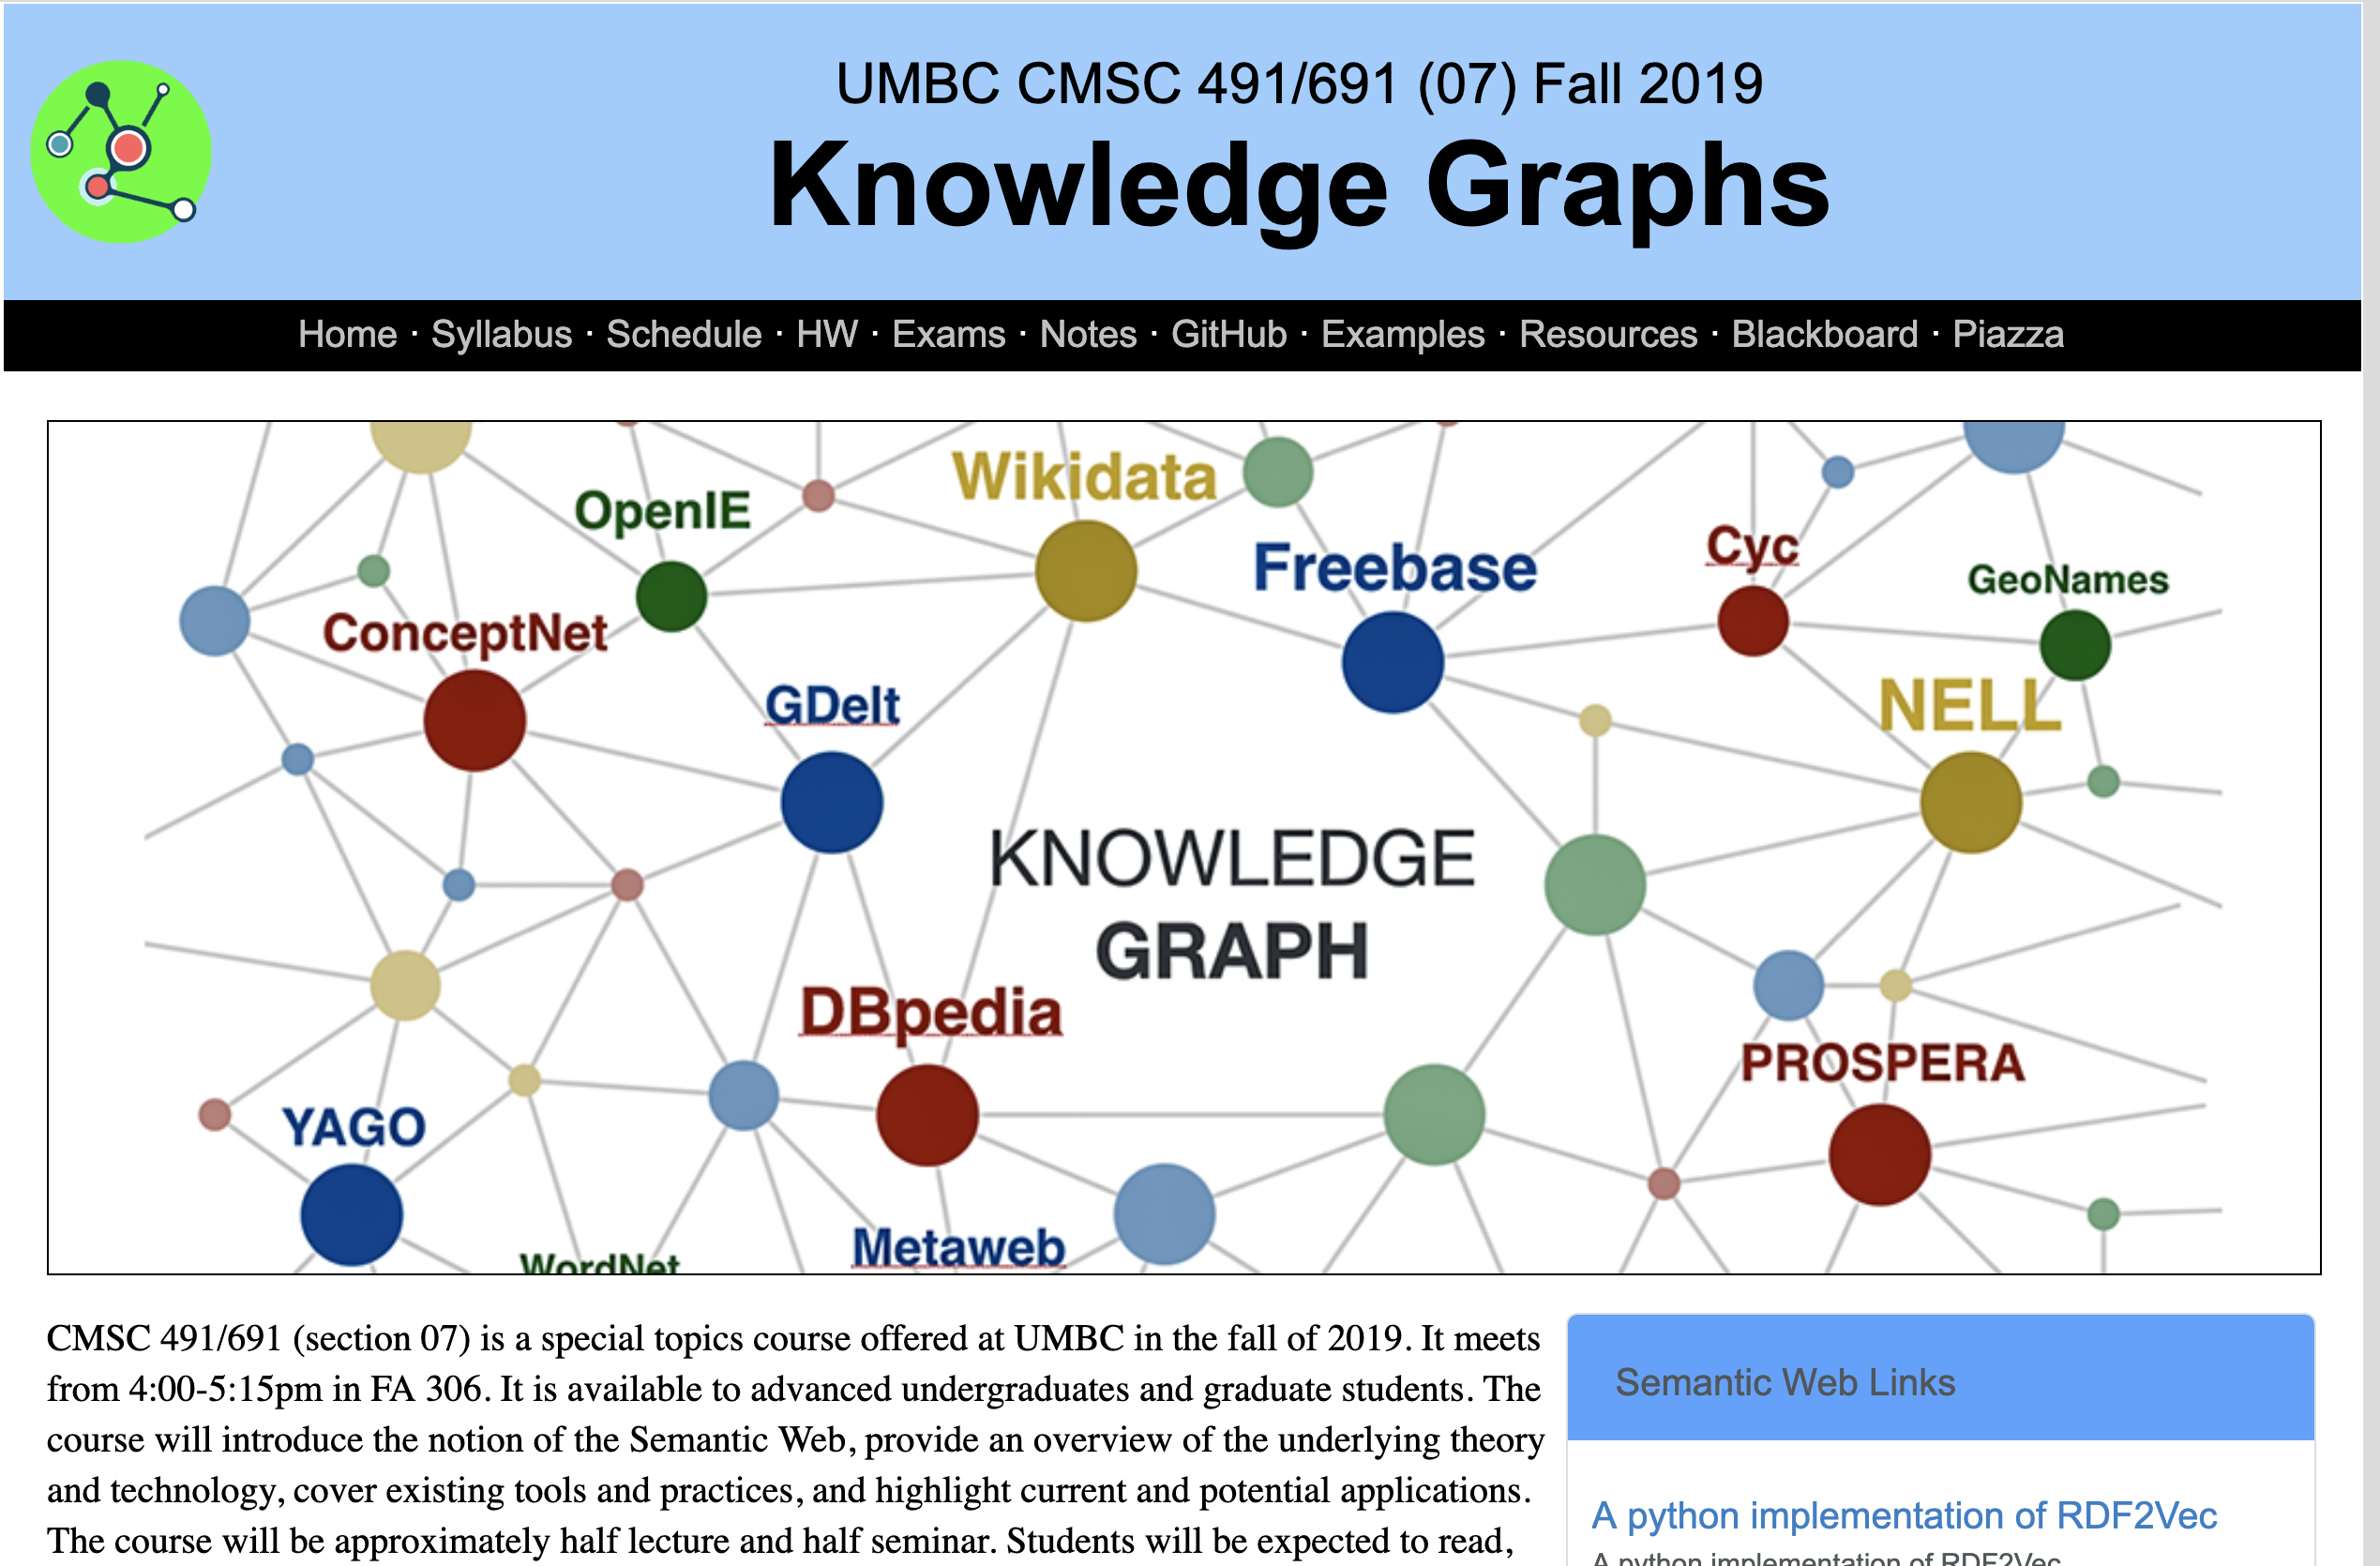 UMBC CMSC 491/691 (07) Fall 2019
Knowledge Graphs
Home · Syllabus · Schedule · HW · Exams · Notes · GitHub · Examples · Resources · Blackboard · Piazza
Wikidata
OpenIE
Freebase
Cyc
GeoNames
ConceptNet
GDelt
NELL
KNOWLEDGE
GRAPH
DBpedia
PROSPERA
YAGO
Metaweb
WordNet
CMSC 491/691 (section 07) is a special topics course offered at UMBC in the fall of 2019. It meets
from 4:00-5:15pm in FA 306. It is available to advanced undergraduates and graduate students. The
course will introduce the notion of the Semantic Web, provide an overview of the underlying theory
and technology, cover existing tools and practices, and highlight current and potential applications.
The course will be approximately half lecture and half seminar. Students will be expected to read,
Semantic Web Links
A python implementation of RDF2Vec
A python implementation of RDF2Vec